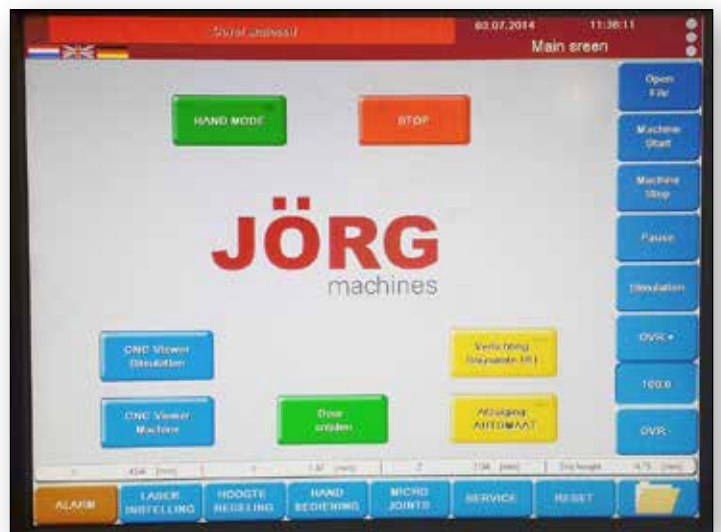 03.07.2014 11:36:11
Main sreen
HAND MODE
STOP
Open
File
Machine
Start
Machine
Stop
Pause
Simulation
OVR +
100.0
OVR -
JÖRG
machines
CNC Viewer
Simulation
CNC Viewer
Machine
Door
Verlichting
Afzuiging
AUTOMAAT
ALARM
LASER
INSTELLING
HOOGTE
REGELING
HAND
BEDIENING
MICRO
JOINTS
SERVICE
RESET